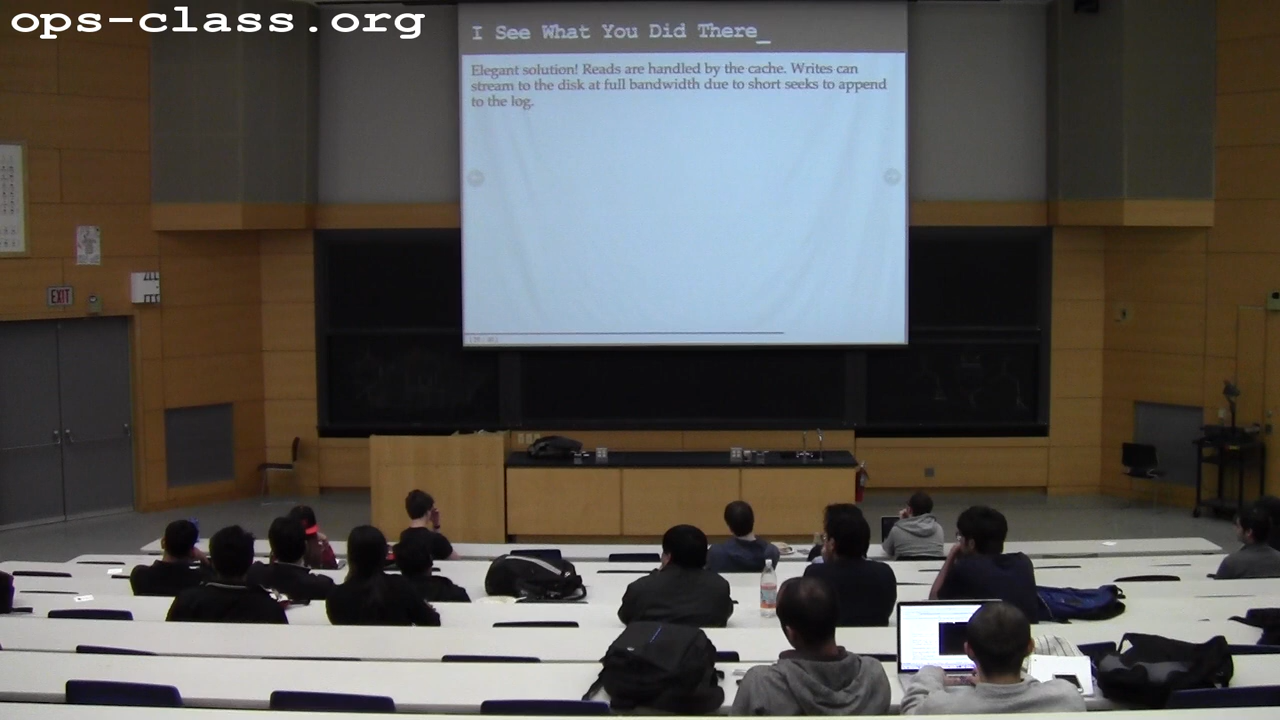 ops-class.org
I See What You Did There_
Elegant solution! Reads are handled by the cache. Writes can
stream to the disk at full bandwidth due to short seeks to append
to the log.
EXIT